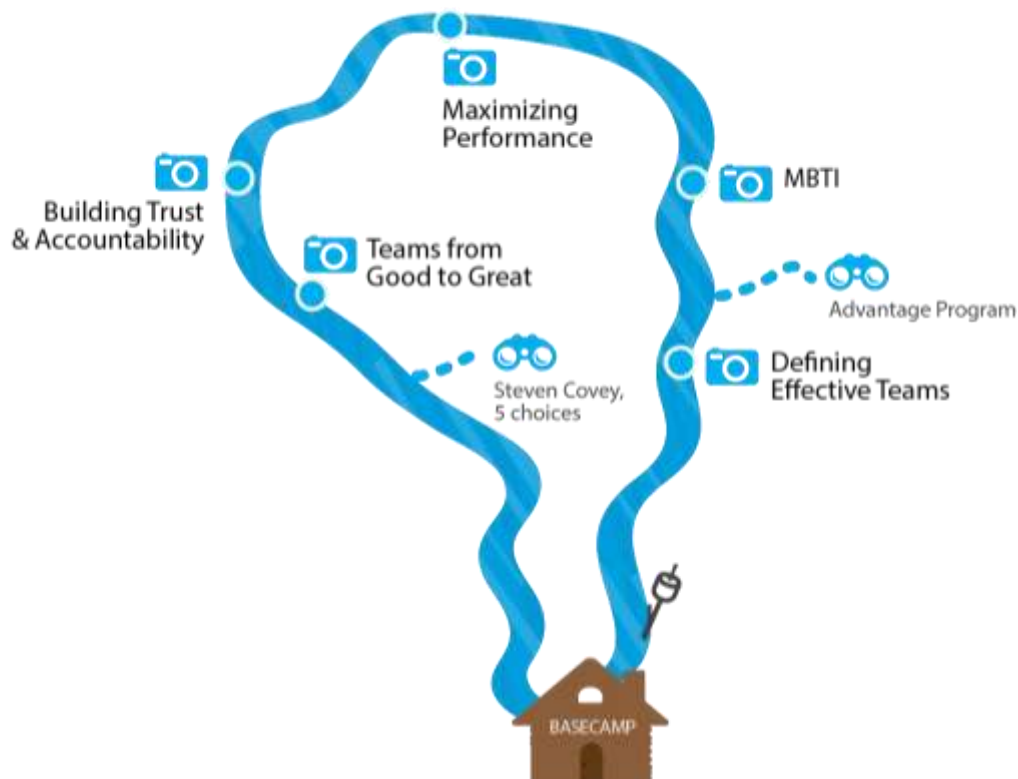 Maximizing
Performance
MBTI
Building Trust
& Accountability
Teams from
Good to Great
Advantage Program
Steven Covey,
5 choices
Defining
Effective Teams
BASECAMP